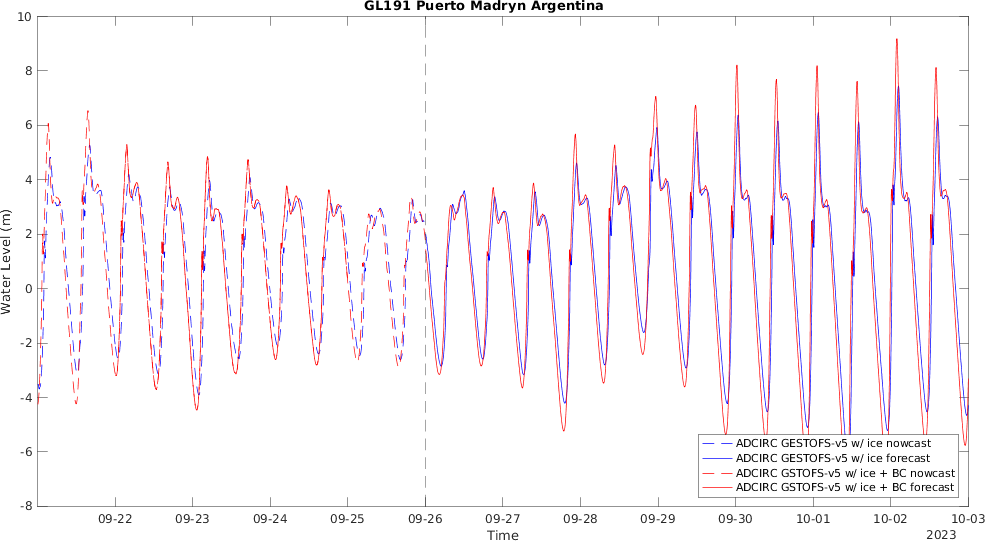 GL191 Puerto Madryn Argentina
10
8
6
4
2
0
-2
-4
-6
-8
Water Level (m)
ADCIRC GESTOFS-v5 w/ ice nowcast
ADCIRC GESTOFS-v5 w/ ice forecast
ADCIRC GSTOFS-v5 w/ ice + BC nowcast
ADCIRC GSTOFS-v5 w/ ice + BC forecast
09-22 09-23 09-24 09-25 09-26 09-27 09-28 09-29 09-30 10-01 10-02 10-03
Time 2023